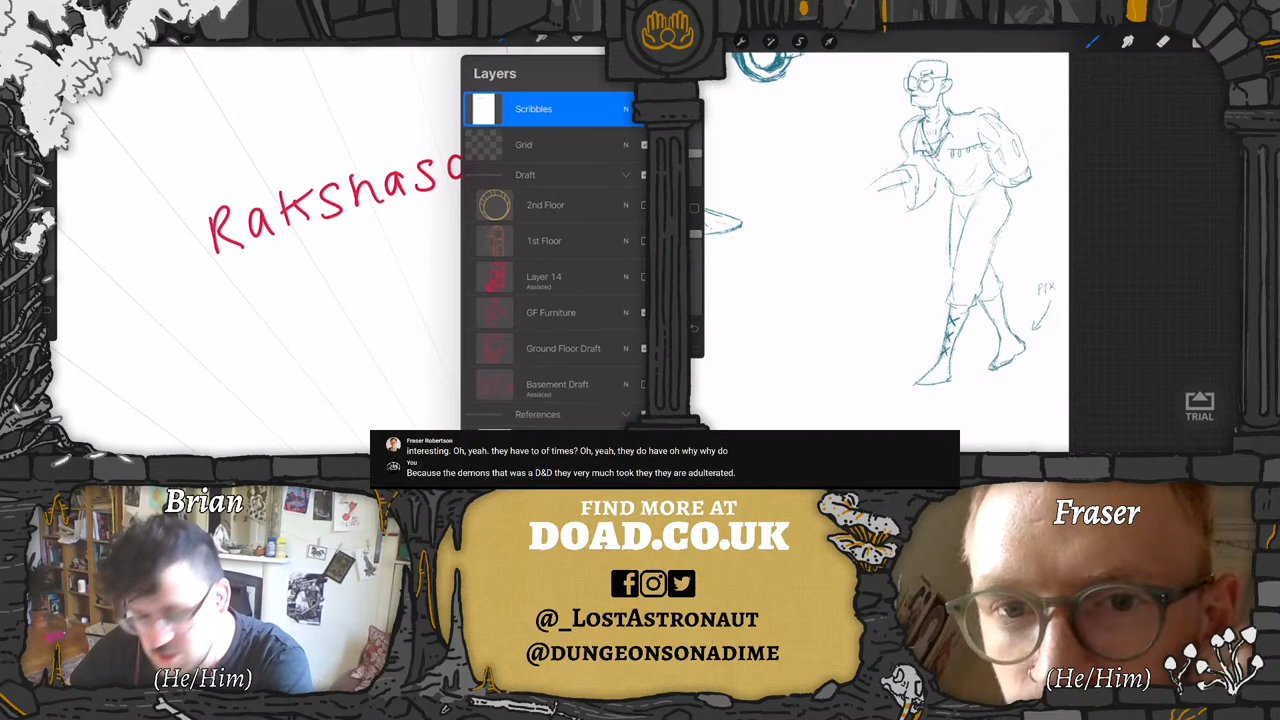 Layers
Scribbles
N
Grid
N
Draft
2nd Floor
N
1st Floor
N
Layer 14
N
Assisted
GF Furniture
N
Ground Floor Draft
N
Basement Draft
N
Assisted
References
Rakshasa
FIX
TRIAL
Fraser Robertson
interesting. Oh, yeah. they have to of times? Oh, yeah, they do have oh why why do
You
Because the demons that was a D&D they very much took they they are adulterated.
Brian
(He/Him)
FIND MORE AT
DOAD.CO.UK
@_LostAstronaut
@dungeonsonadime
Fraser
(He/Him)